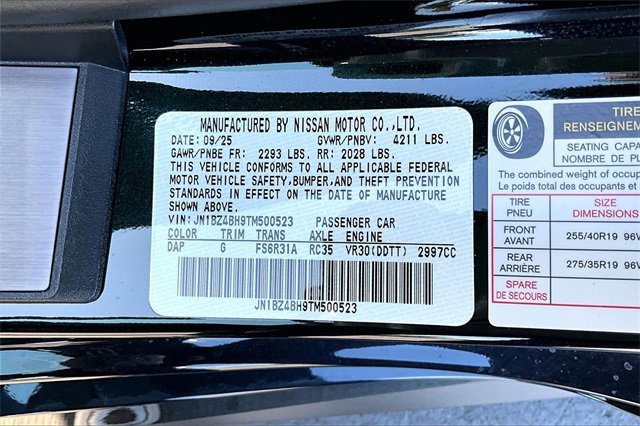 MANUFACTURED BY NISSAN MOTOR CO.,LTD.
DATE: 09/25 GVWR/PNBV: 4211 LBS.
GAWR/PNBE FR: 2293 LBS. RR: 2028 LBS.
THIS VEHICLE CONFORMS TO ALL APPLICABLE FEDERAL
MOTOR VEHICLE SAFETY,BUMPER,AND THEFT PREVENTION
STANDARDS IN EFFECT ON THE DATE OF MANUFACTURE
SHOWN ABOVE.
VIN: JN1BZ4BH9TM500523 PASSENGER CAR
COLOR TRIM TRANS AXLE ENGINE
DAP G FS6R31A RC35 VR30(DDTT) 2997CC
JN1BZ4BH9TM500523
TIRE
RENSEIGNEM
SEATING CAPA
NOMBRE DE PL
The combined weight of occup
Le poids total des occupants et
TIRE SIZE
PNEU DIMENSIONS
FRONT
AVANT 255/40R19 96W
REAR
ARRIÈRE 275/35R19 96W
SPARE
DE SECOURS